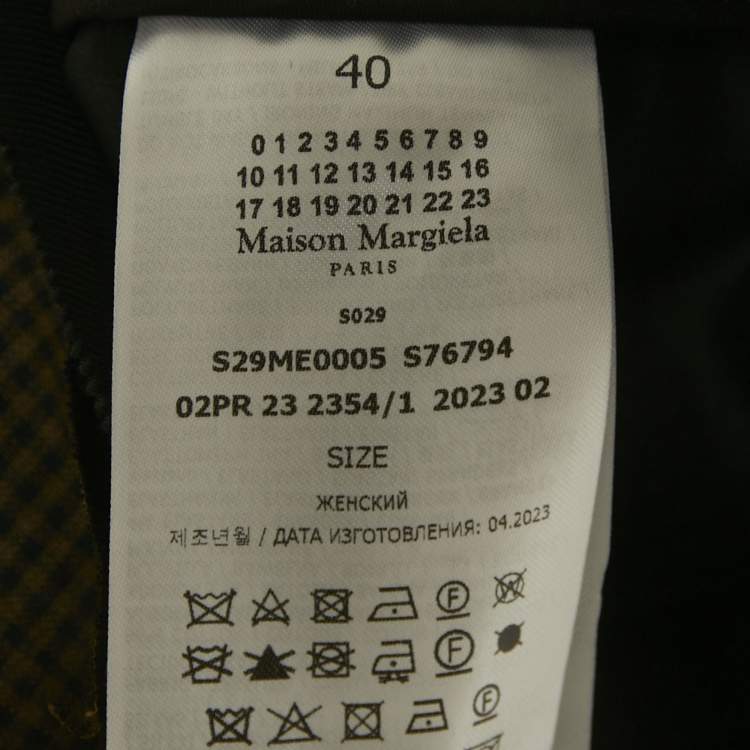 40
0 1 2 3 4 5 6 7 8 9
10 11 12 13 14 15 16
17 18 19 20 21 22 23
Maison Margiela
PARIS
S029
S29ME0005 S76794
02PR 23 2354/1 2023 02
SIZE
ЖЕНСКИЙ
제조년월 / ДАТА ИЗГОТОВЛЕНИЯ: 04.2023
F W
F
F